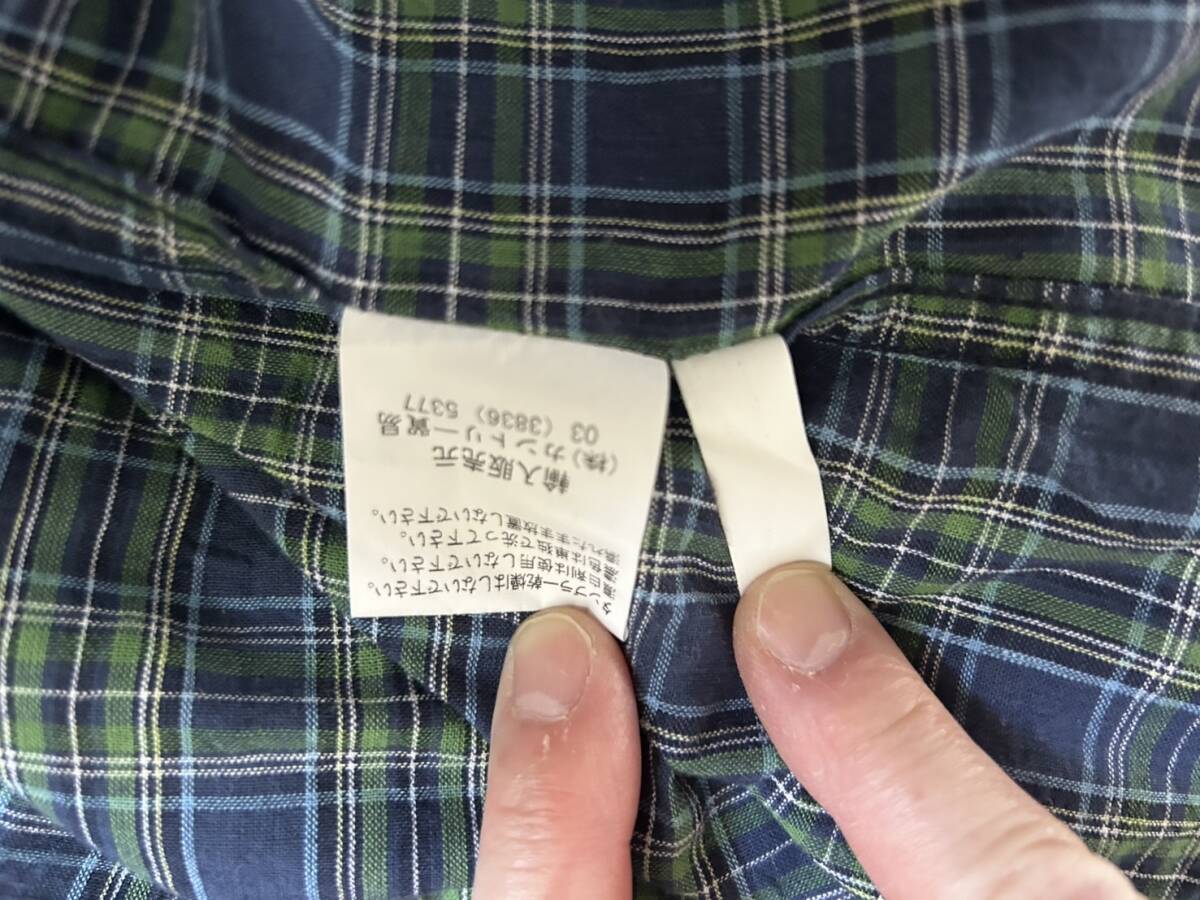 タンブラー乾燥はしないで下さい。
漂白剤は使用しないで下さい。
濃色は単独で洗って下さい。
濡れたまま放置しないで下さい。
輸入販売元
(株)カントリー貿易
03 (3836) 5377